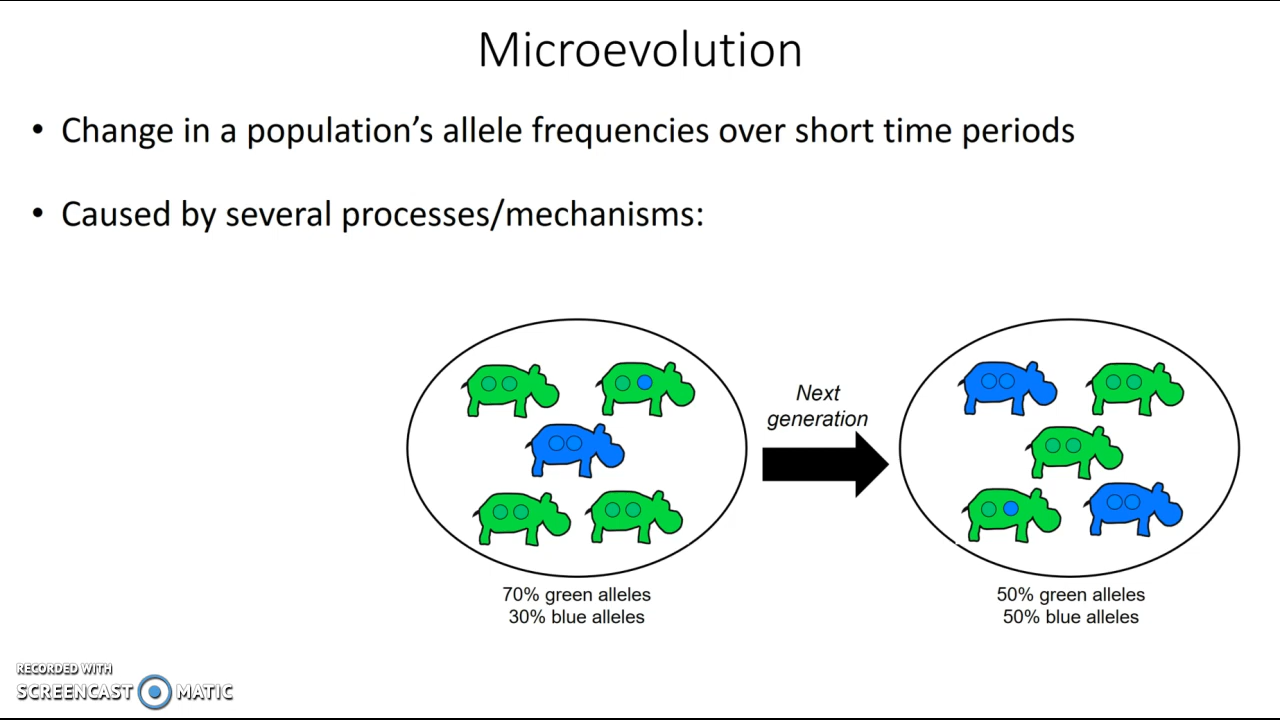 Microevolution
• Change in a population's allele frequencies over short time periods
• Caused by several processes/mechanisms:
Next
generation
70% green alleles
30% blue alleles
50% green alleles
50% blue alleles
RECORDED WITH
SCREENCAST MATIC